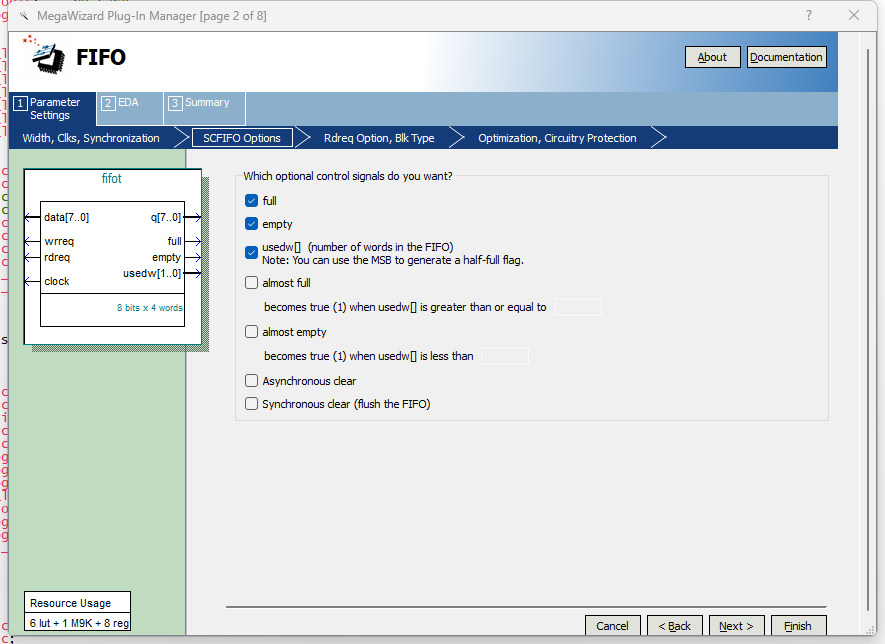 MegaWizard Plug-In Manager [page 2 of 8]
?
FIFO
About
Documentation
1 Parameter Settings
2 EDA
3 Summary
Width, Clks, Synchronization
SCFIFO Options
Rdreq Option, Blk Type
Optimization, Circuitry Protection
fifot
data[7..0]
q[7..0]
wrreq
full
rdreq
empty
usedw[1..0]
clock
8 bits x 4 words
Which optional control signals do you want?
full
empty
usedw[] (number of words in the FIFO)
Note: You can use the MSB to generate a half-full flag.
almost full
becomes true (1) when usedw[] is greater than or equal to
almost empty
becomes true (1) when usedw[] is less than
Asynchronous clear
Synchronous clear (flush the FIFO)
Resource Usage
6 lut + 1 M9K + 8 reg
Cancel
< Back
Next >
Finish